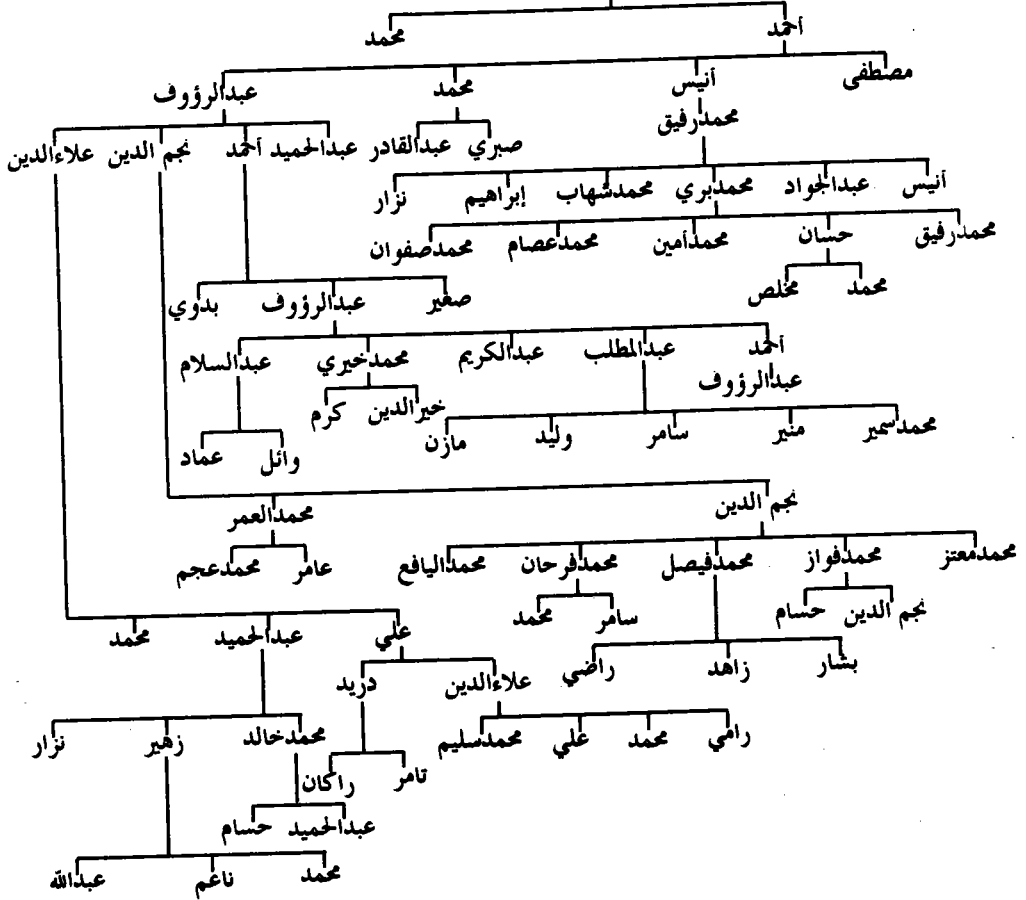 أحمد محمد
مصطفى أنيس محمد عبدالرؤوف
محمدرفيق
صبري عبدالقادر عبدالحميد أحمد نجم الدين علاءالدين
أنيس عبدالجواد محمدبري محمدشهاب إبراهيم نزار
محمدرفيق حسان محمدأمين محمدعصام محمدصفوان
محمد مخلص
صغير عبدالرؤوف بدوي
أحمد عبدالمطلب عبدالكريم محمدخيري عبدالسلام
عبدالرؤوف
خيرالدين كرم
محمدسمير منير سامر وليد مازن
وائل عماد
نجم الدين محمدالعمر
محمدمعتز محمدفواز محمدفيصل محمدفرحان محمداليافع عامر محمدعجم
نجم الدين حسام سامر محمد
علي عبدالحميد محمد
بشار زاهد راضي
علاءالدين دريد
رامي محمد علي محمدسليم محمدخالد زهير نزار
تامر راكان
عبدالحميد حسام
محمد ناعم عبدالله